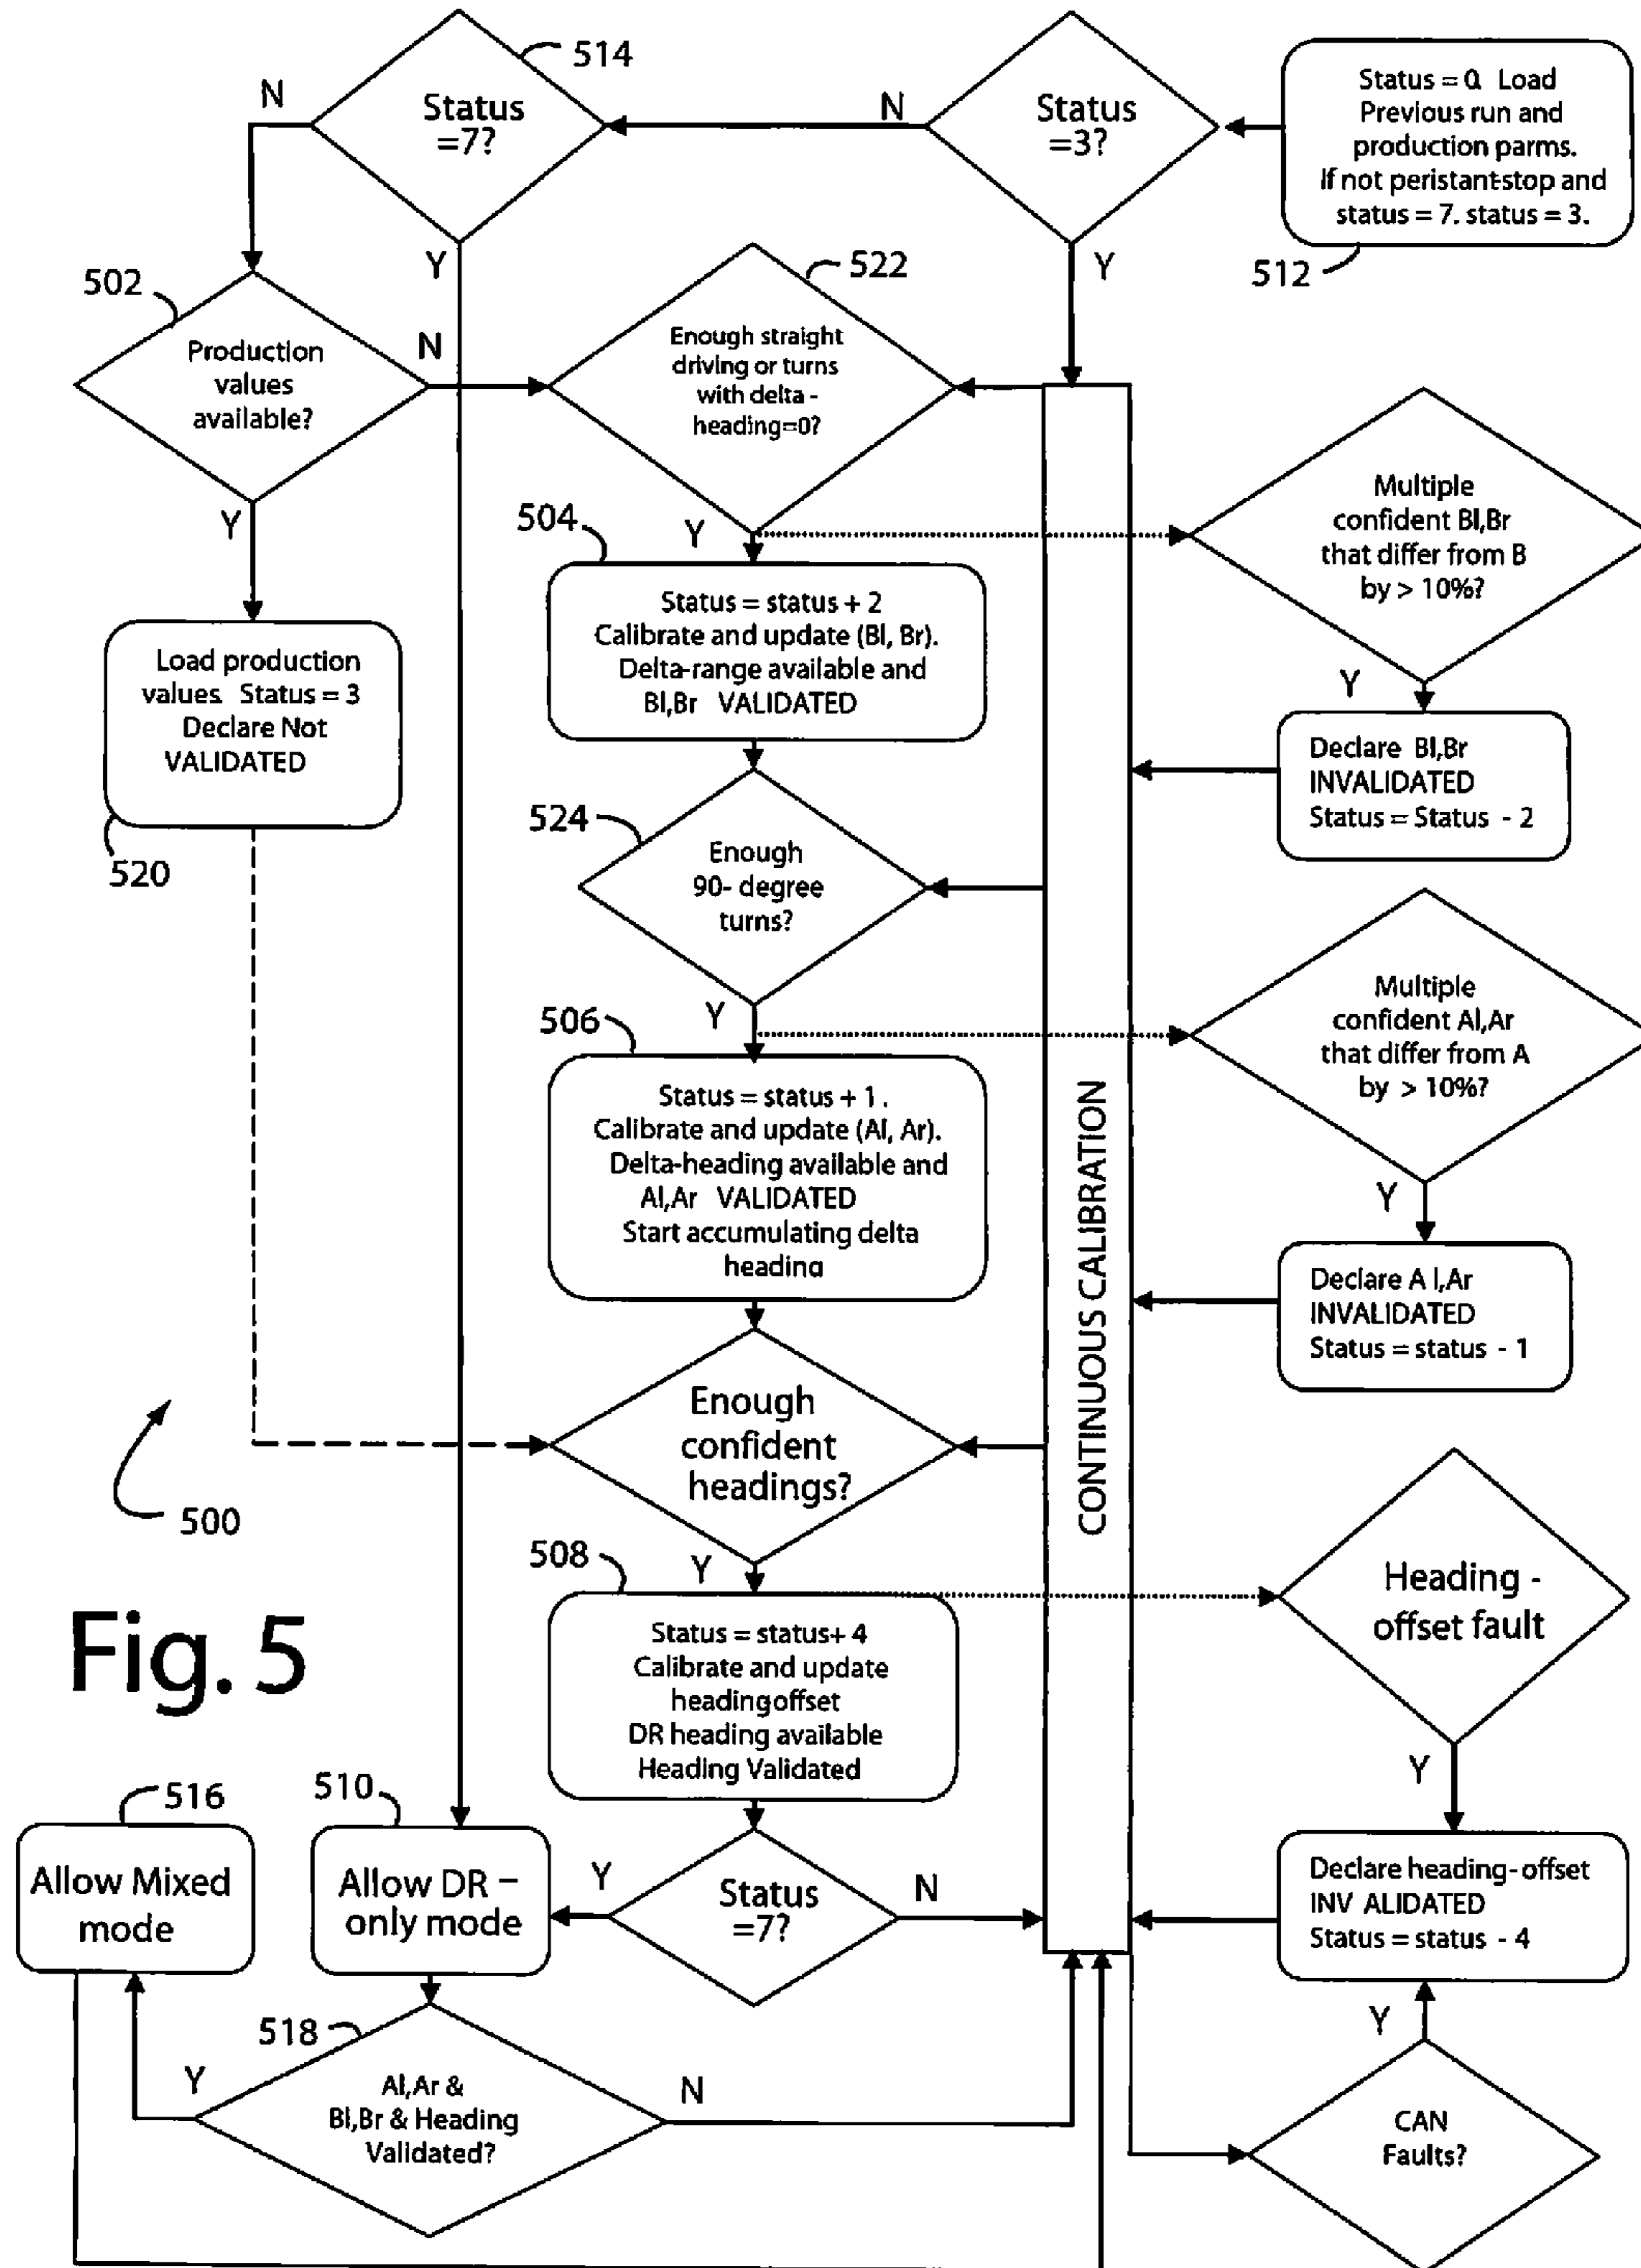 514
N
Status
=7?
N
Status
=3?
Status = 0. Load
Previous run and
production parms.
If not peristant-stop and
status = 7. status = 3.
512
Y
Y
502
Production
values
available?
N
522
Enough straight
driving or turns
with delta -
heading=0?
Y
Y
504
Status = status + 2
Calibrate and update (Bl, Br).
Delta-range available and
Bl,Br VALIDATED
Multiple
confident Bl,Br
that differ from B
by > 10%?
Y
Load production
values. Status = 3
Declare Not
VALIDATED
520
Declare Bl,Br
INVALIDATED
Status = Status - 2
524
Enough
90- degree
turns?
Y
Multiple
confident Al,Ar
that differ from A
by > 10%?
Y
506
Status = status + 1.
Calibrate and update (Al, Ar).
Delta-heading available and
Al,Ar VALIDATED
Start accumulating delta
heading
CONTINUOUS CALIBRATION
Declare A l,Ar
INVALIDATED
Status = status - 1
Enough
confident
headings?
500
Y
508
Status = status+ 4
Calibrate and update
headingoffset
DR heading available
Heading Validated
Heading -
offset fault
Y
Fig. 5
516
Allow Mixed
mode
510
Allow DR –
only mode
Y
Status
=7?
N
Declare heading-offset
INV ALIDATED
Status = status - 4
Y
518
Y
Al,Ar &
Bl,Br & Heading
Validated?
N
CAN
Faults?